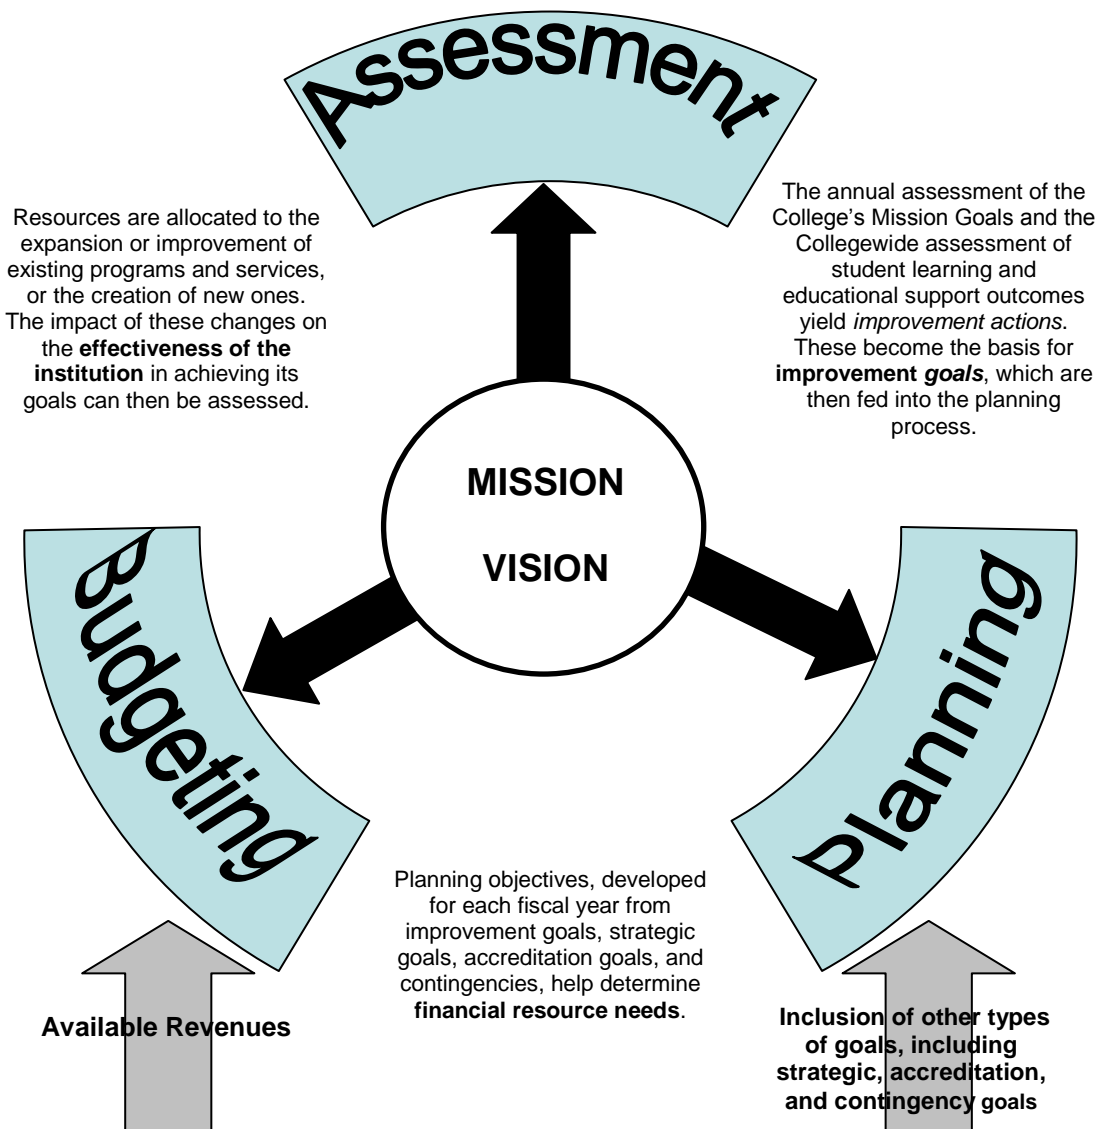 Assessment
Resources are allocated to the
expansion or improvement of
existing programs and services,
or the creation of new ones.
The impact of these changes on
the effectiveness of the
institution in achieving its
goals can then be assessed.
The annual assessment of the
College’s Mission Goals and the
Collegewide assessment of
student learning and
educational support outcomes
yield improvement actions.
These become the basis for
improvement goals, which are
then fed into the planning
process.
MISSION
VISION
Budgeting
Planning
Planning objectives, developed
for each fiscal year from
improvement goals, strategic
goals, accreditation goals, and
contingencies, help determine
financial resource needs.
Available Revenues
Inclusion of other types
of goals, including
strategic, accreditation,
and contingency goals